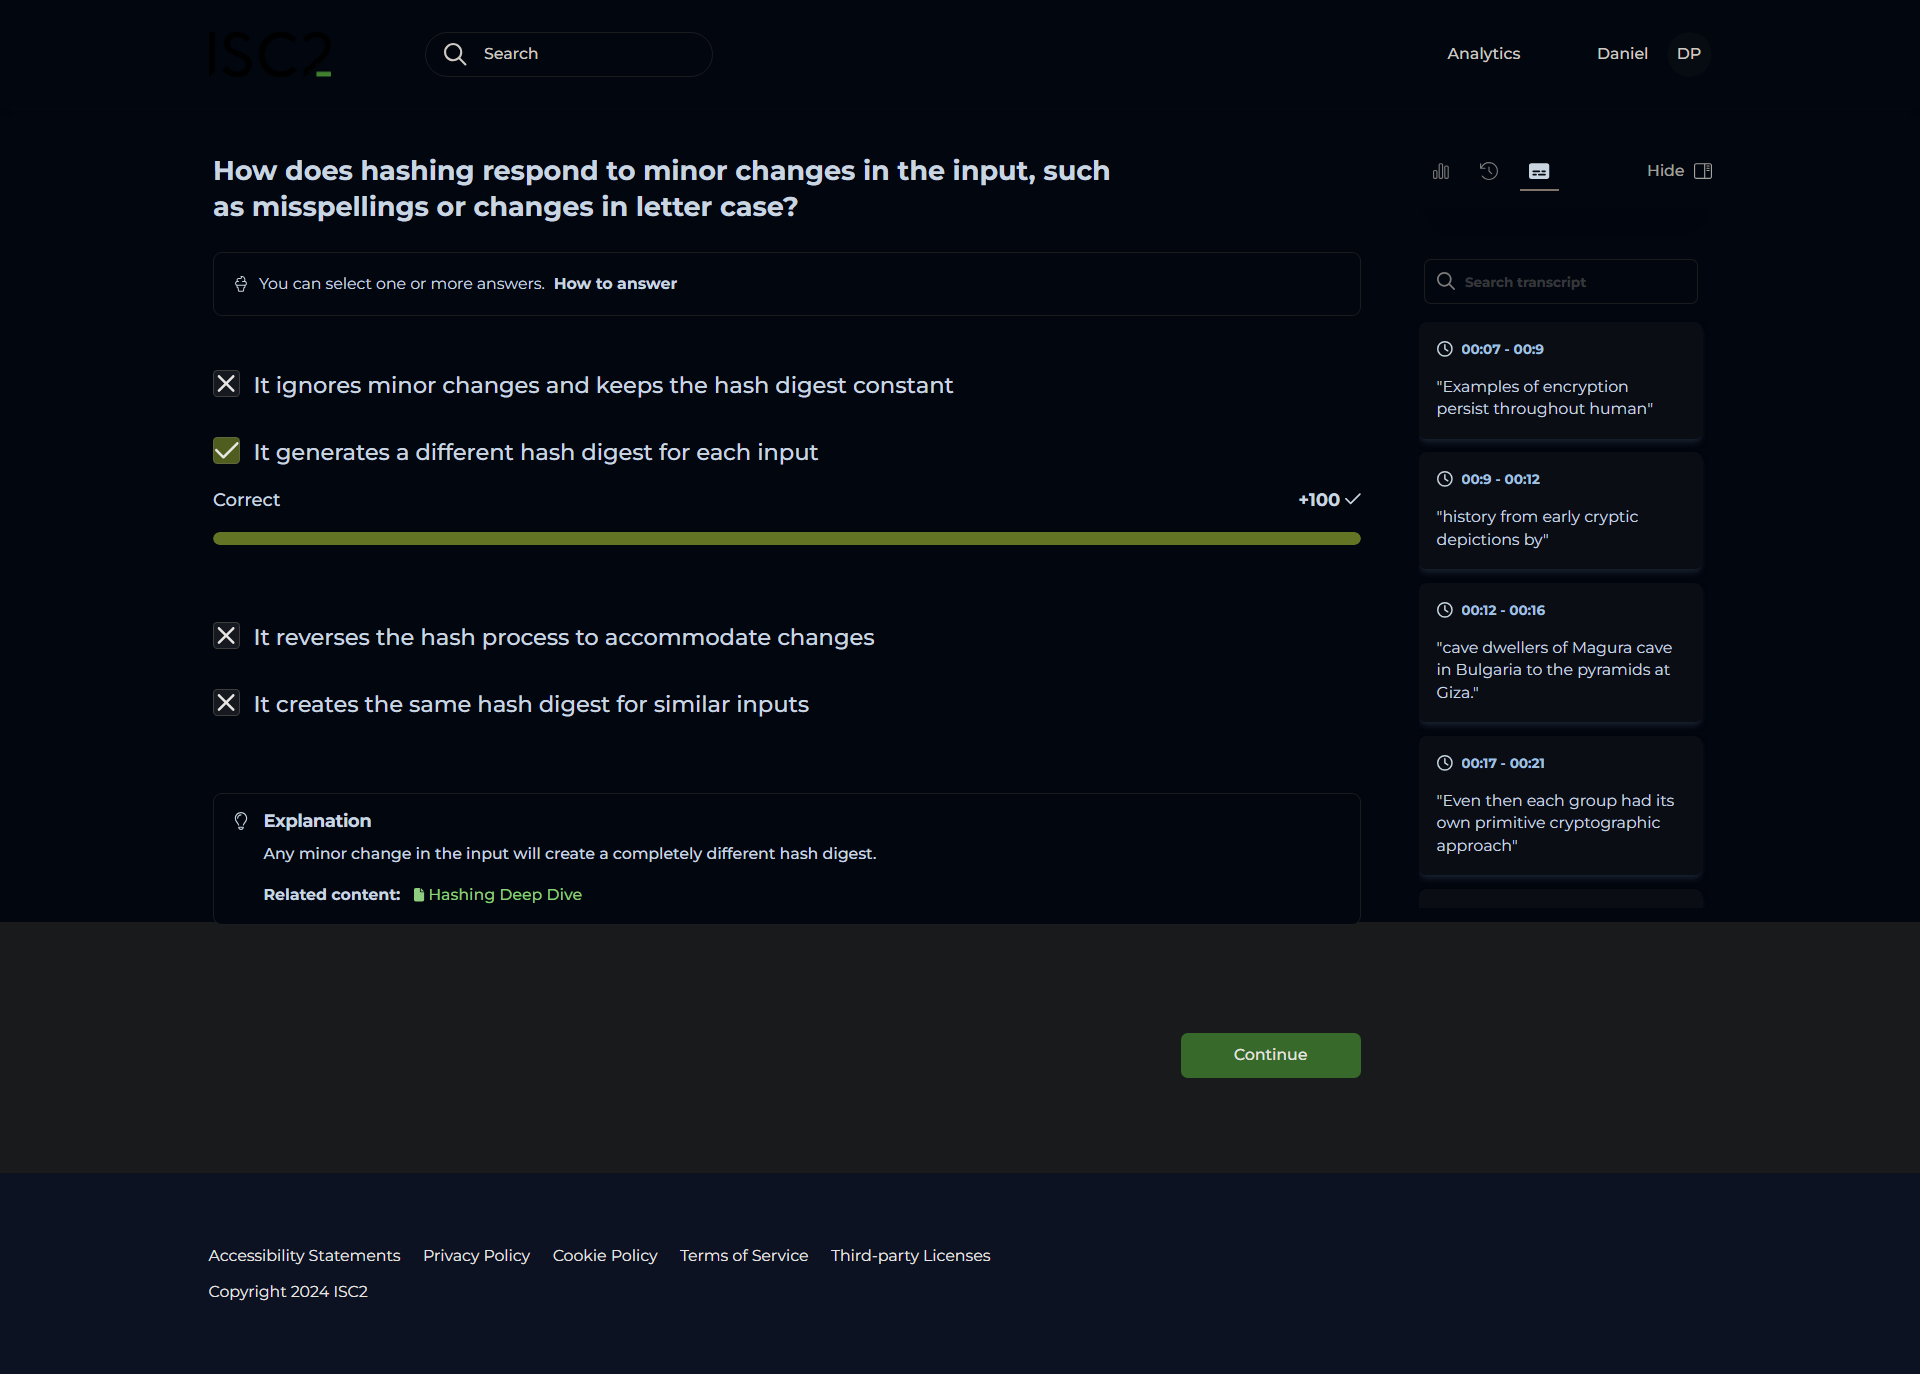 ISC2
Search
Analytics
Daniel
DP
How does hashing respond to minor changes in the input, such
as misspellings or changes in letter case?
You can select one or more answers. How to answer
It ignores minor changes and keeps the hash digest constant
It generates a different hash digest for each input
Correct
+100
It reverses the hash process to accommodate changes
It creates the same hash digest for similar inputs
Explanation
Any minor change in the input will create a completely different hash digest.
Related content: Hashing Deep Dive
Hide
Search transcript
00:07 - 00:9
"Examples of encryption
persist throughout human"
00:9 - 00:12
"history from early cryptic
depictions by"
00:12 - 00:16
"cave dwellers of Magura cave
in Bulgaria to the pyramids at
Giza."
00:17 - 00:21
"Even then each group had its
own primitive cryptographic
approach"
Continue
Accessibility Statements
Privacy Policy
Cookie Policy
Terms of Service
Third-party Licenses
Copyright 2024 ISC2